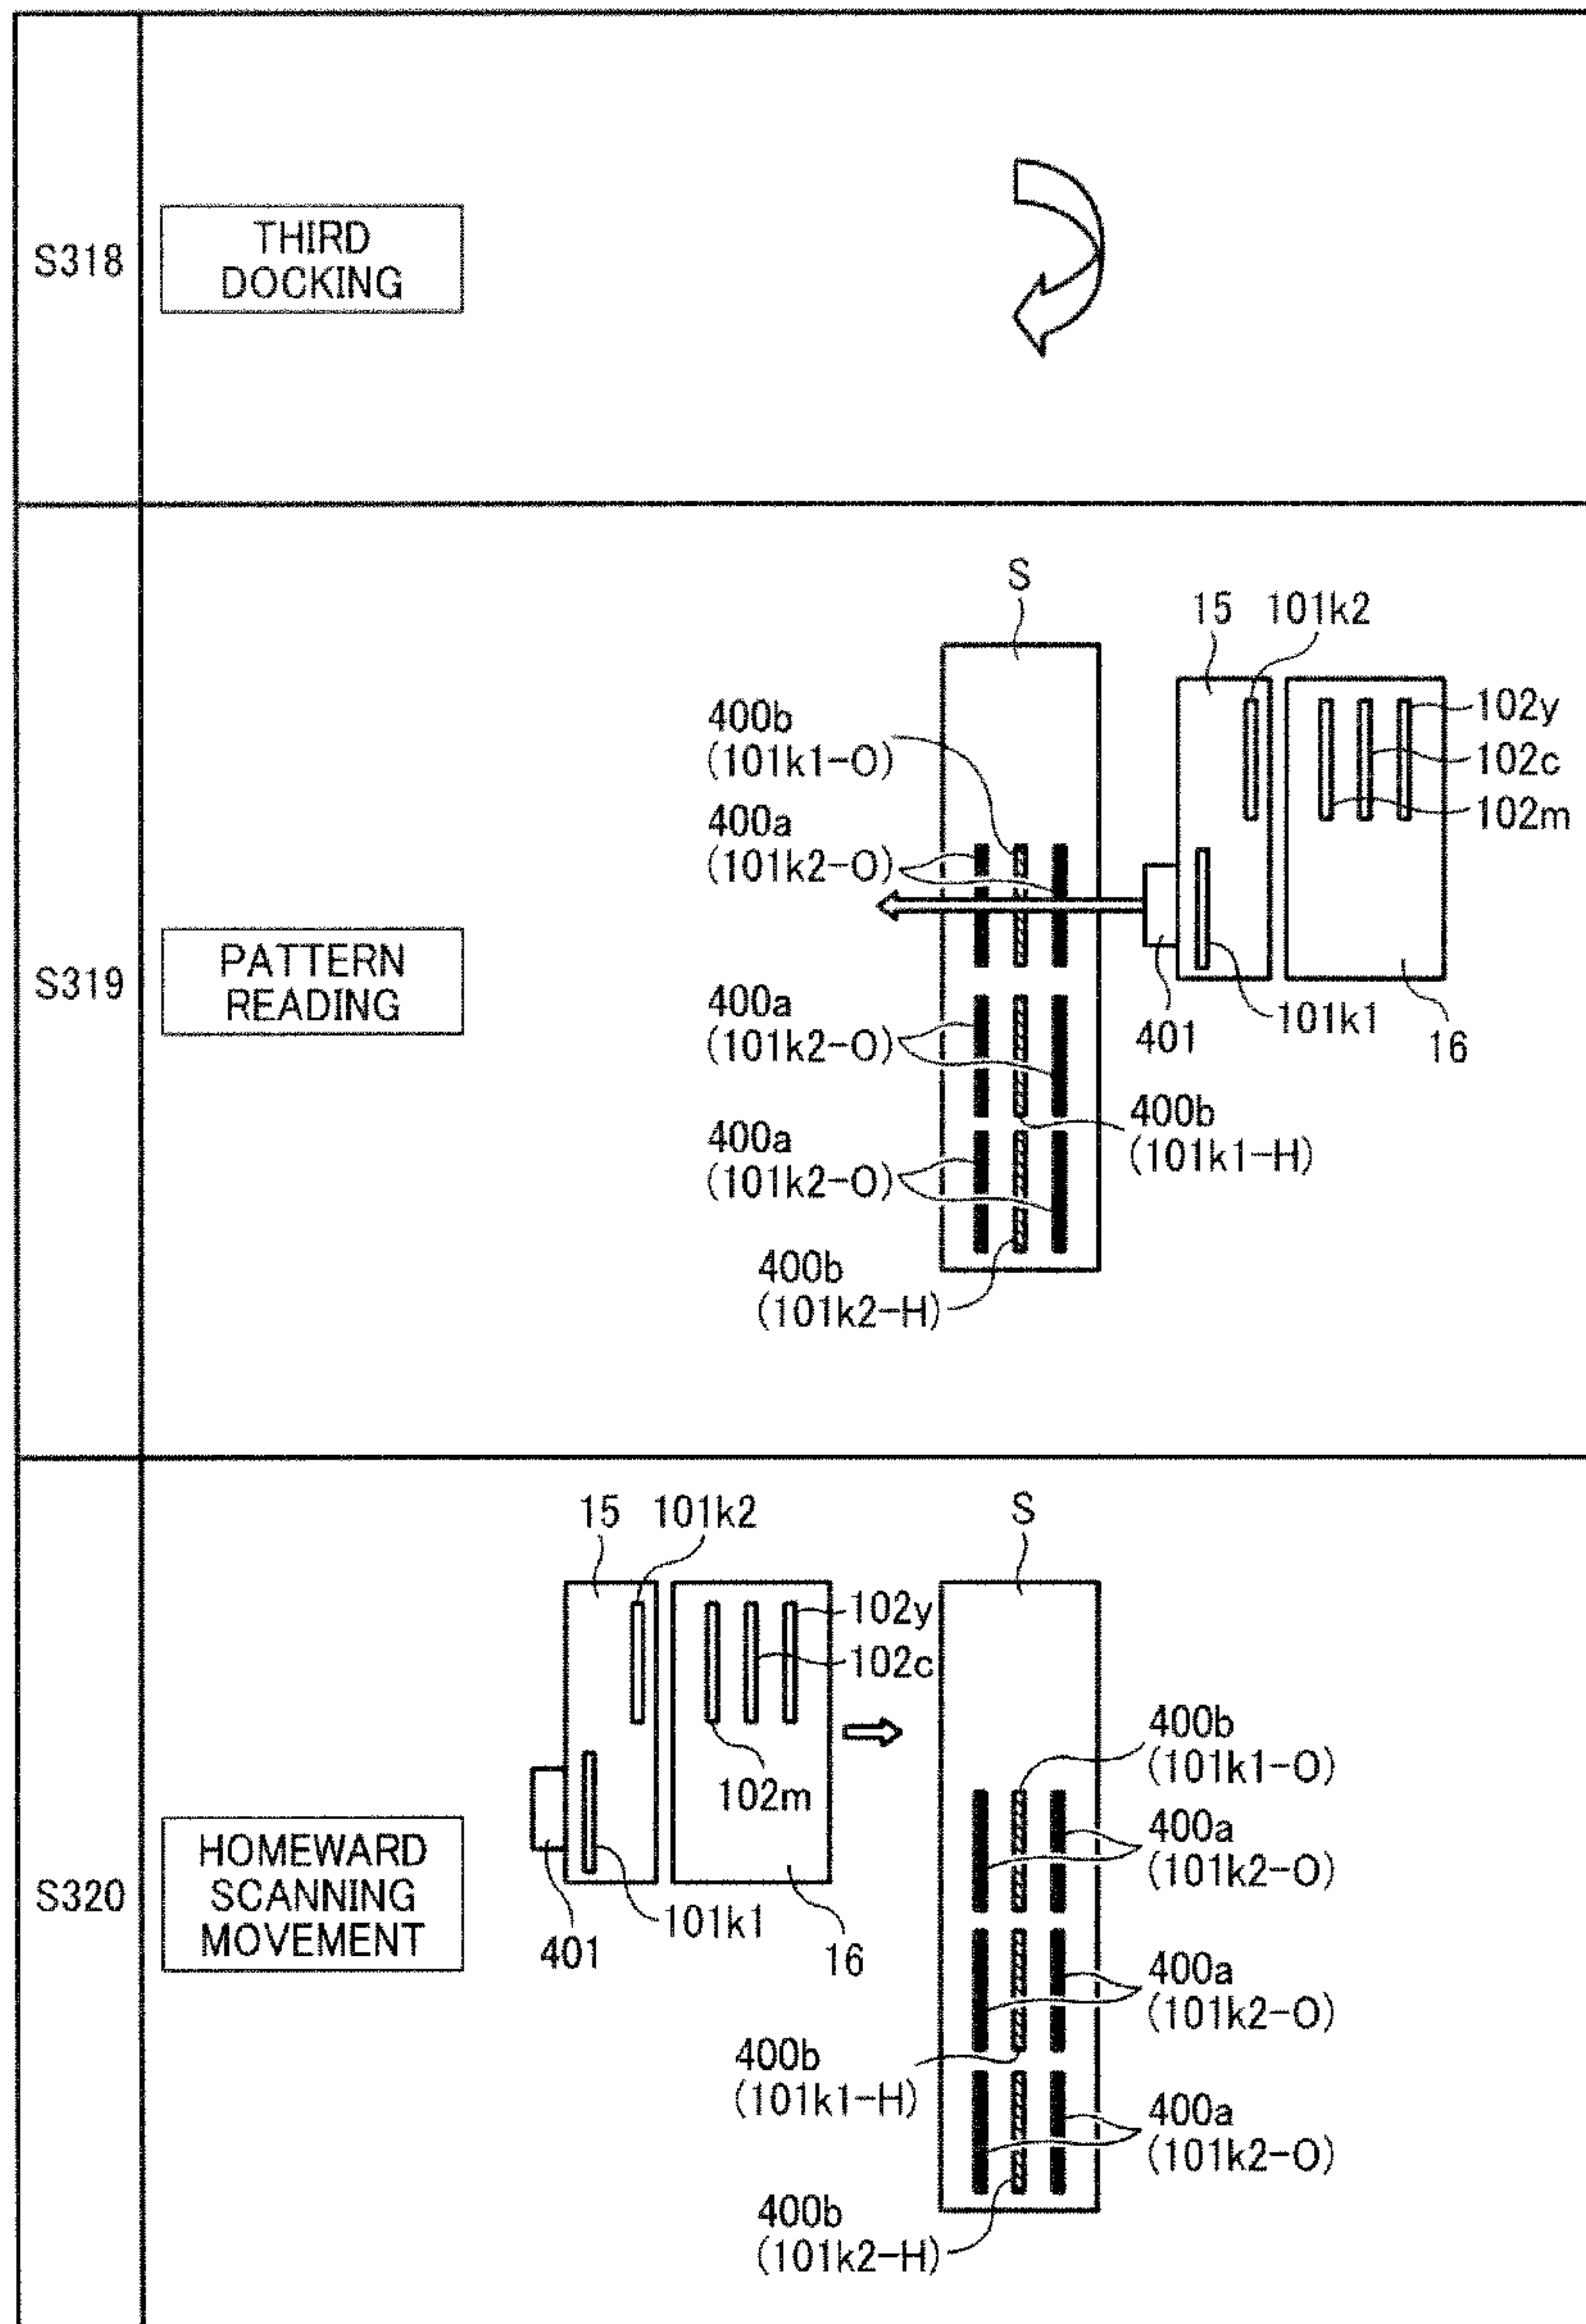 S318
THIRD
DOCKING
S319
PATTERN
READING
S
15
101k2
400b
(101k1-O)
102y
102c
102m
400a
(101k2-O)
400a
(101k2-O)
401
101k1
16
400b
(101k1-H)
400a
(101k2-O)
400b
(101k2-H)
S320
HOMEWARD
SCANNING
MOVEMENT
15
101k2
S
102y
102c
102m
400b
(101k1-O)
400a
(101k2-O)
401
101k1
16
400a
(101k2-O)
400b
(101k1-H)
400a
(101k2-O)
400b
(101k2-H)